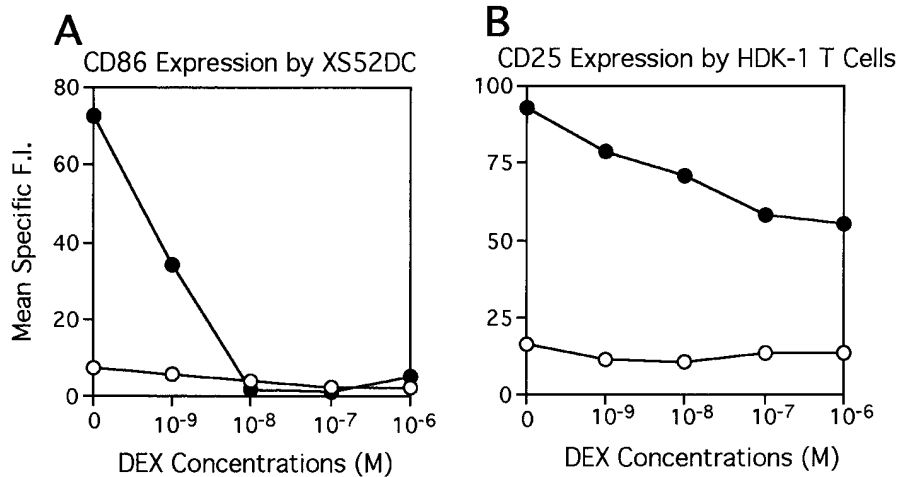 A
CD86 Expression by XS52DC
80
60
40
20
0
Mean Specific F.I.
0 10-9 10-8 10-7 10-6
DEX Concentrations (M)
B
CD25 Expression by HDK-1 T Cells
100
75
50
25
0
0 10-9 10-8 10-7 10-6
DEX Concentrations (M)